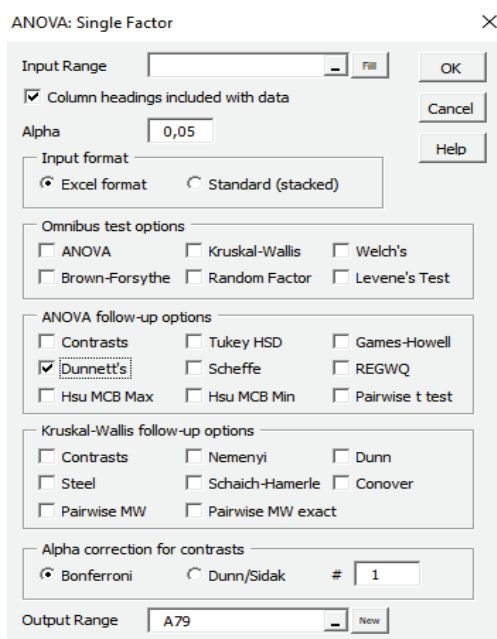 ANOVA: Single Factor
Input Range Fill OK
Column headings included with data
Cancel
Alpha 0,05
Help
Input format
Excel format Standard (stacked)
Omnibus test options
ANOVA Kruskal-Wallis Welch's
Brown-Forsythe Random Factor Levene's Test
ANOVA follow-up options
Contrasts Tukey HSD Games-Howell
Dunnett's Scheffe REGWQ
Hsu MCB Max Hsu MCB Min Pairwise t test
Kruskal-Wallis follow-up options
Contrasts Nemenyi Dunn
Steel Schaich-Hamerle Conover
Pairwise MW Pairwise MW exact
Alpha correction for contrasts
Bonferroni Dunn/Sidak # 1
Output Range A79 New